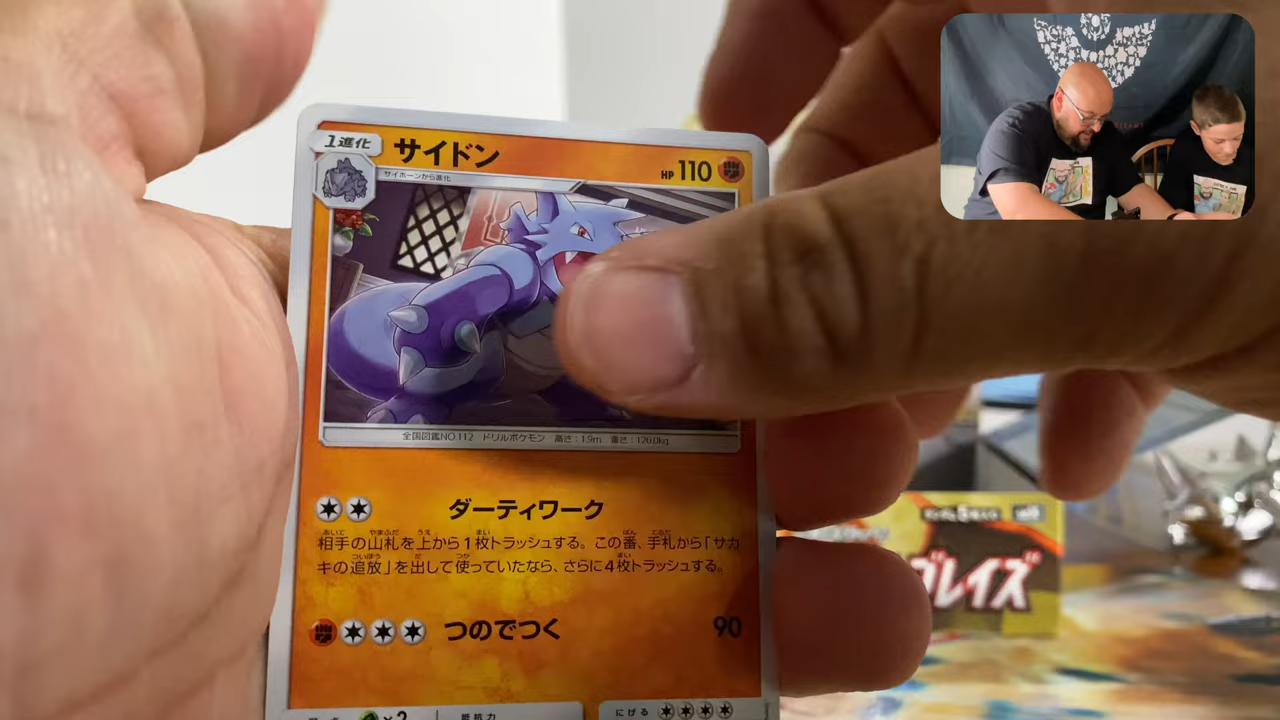 1進化
サイドン
HP 110
サイホーンから進化
全国図鑑NO.112 ドリルポケモン 高さ:1.9m 重さ:120.0kg
ダーティワーク
相手の山札を上から1枚トラッシュする。この番、手札から「サカ
キの追放」を出して使っていたなら、さらに4枚トラッシュする。
つのでつく 90
×2
抵抗力
にげる
ブレイズ